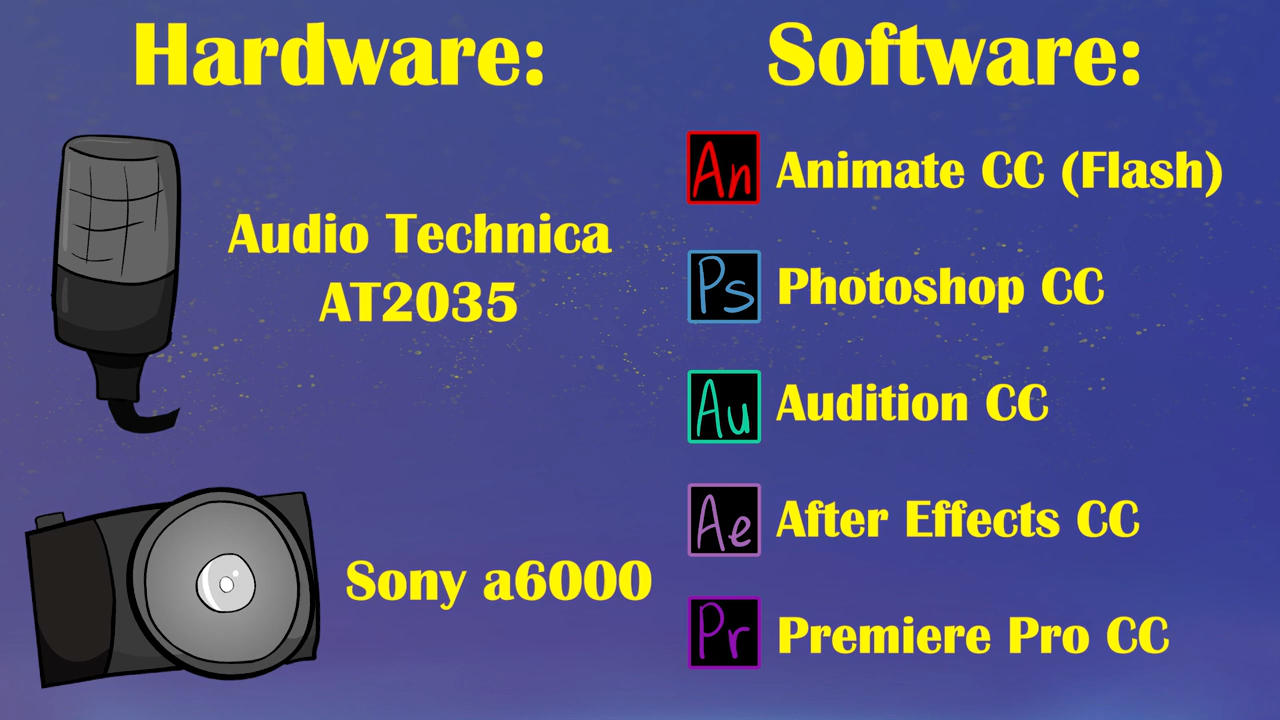 Hardware:
Audio Technica
AT2035
Sony a6000
Software:
An Animate CC (Flash)
Ps Photoshop CC
Au Audition CC
Ae After Effects CC
Pr Premiere Pro CC